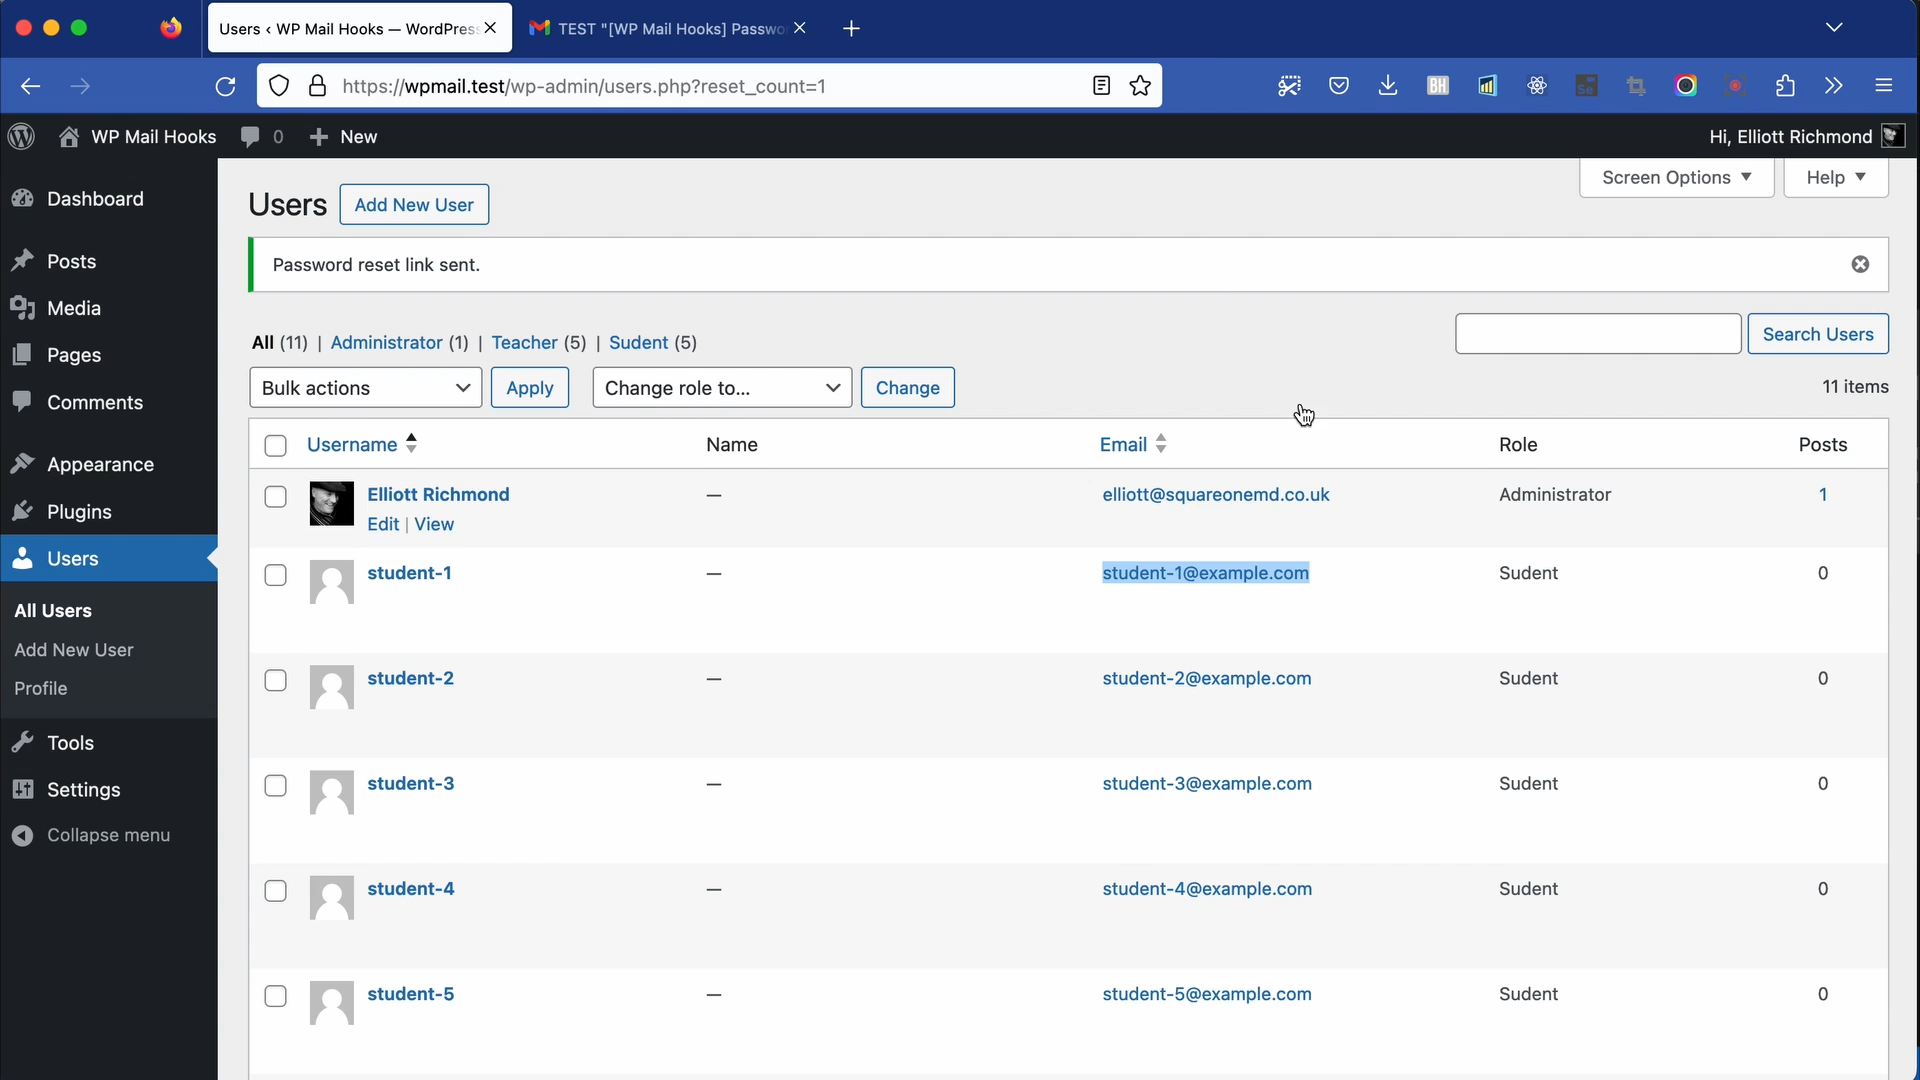 Users ‹ WP Mail Hooks — WordPres
TEST "[WP Mail Hooks] Passwo
https://wpmail.test/wp-admin/users.php?reset_count=1
BH
Se
WP Mail Hooks
0
New
Hi, Elliott Richmond
Dashboard
Posts
Media
Pages
Comments
Appearance
Plugins
Users
All Users
Add New User
Profile
Tools
Settings
Collapse menu
Screen Options
Help
Users
Add New User
Password reset link sent.
All (11) | Administrator (1) | Teacher (5) | Sudent (5)
Search Users
Bulk actions
Apply
Change role to...
Change
11 items
Username
Name
Email
Role
Posts
Elliott Richmond
—
elliott@squareonemd.co.uk
Administrator
1
Edit | View
student-1
—
student-1@example.com
Sudent
0
student-2
—
student-2@example.com
Sudent
0
student-3
—
student-3@example.com
Sudent
0
student-4
—
student-4@example.com
Sudent
0
student-5
—
student-5@example.com
Sudent
0